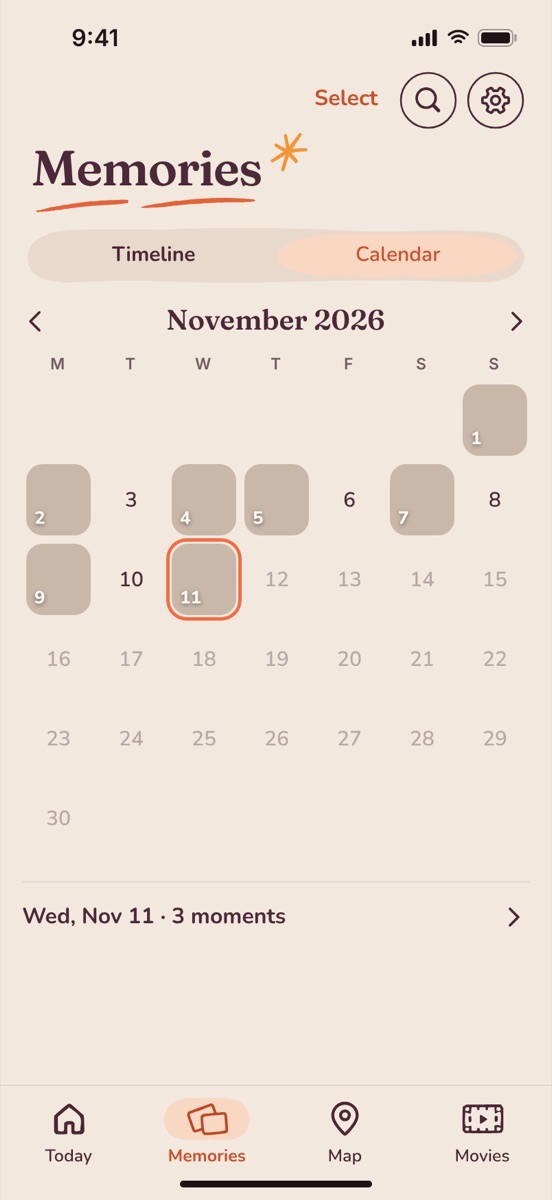 9:41
Select
Memories
Timeline Calendar
November 2026
M T W T F S S
1
2 3 4 5 6 7 8
9 10 11 12 13 14 15
16 17 18 19 20 21 22
23 24 25 26 27 28 29
30
Wed, Nov 11 · 3 moments
Today Memories Map Movies